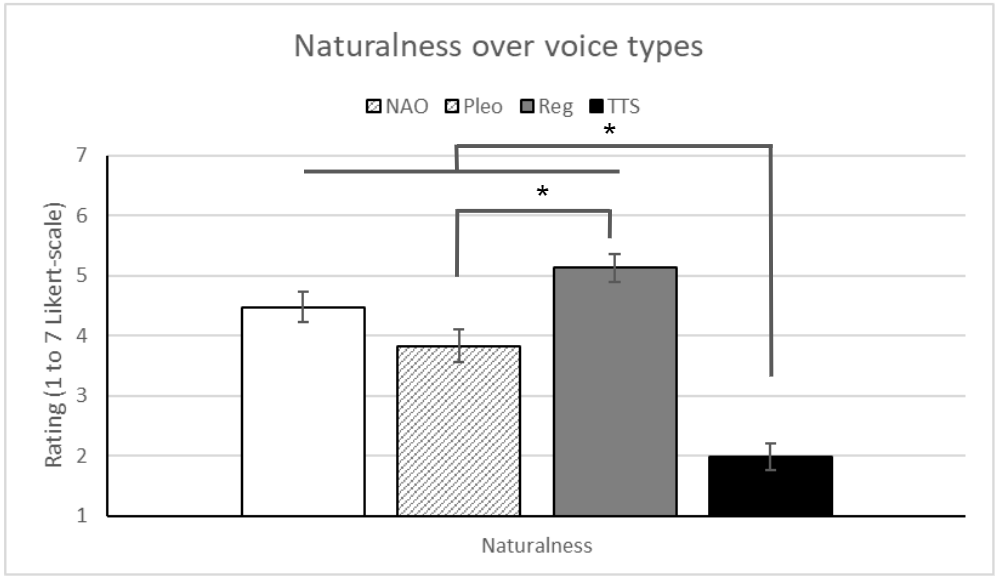 Naturalness over voice types
NAO Pleo Reg TTS
*
*
7
6
5
4
3
2
1
Rating (1 to 7 Likert-scale)
Naturalness